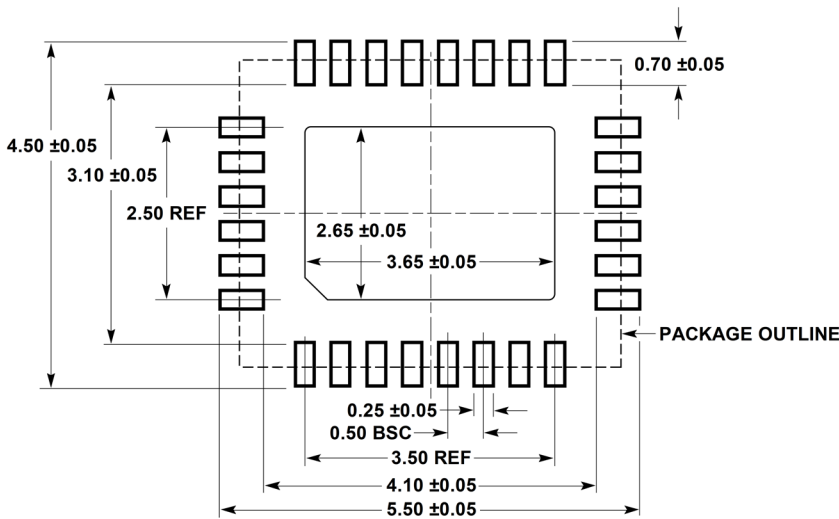 0.70 ±0.05
4.50 ±0.05
3.10 ±0.05
2.50 REF
2.65 ±0.05
3.65 ±0.05
PACKAGE OUTLINE
0.25 ±0.05
0.50 BSC
3.50 REF
4.10 ±0.05
5.50 ±0.05